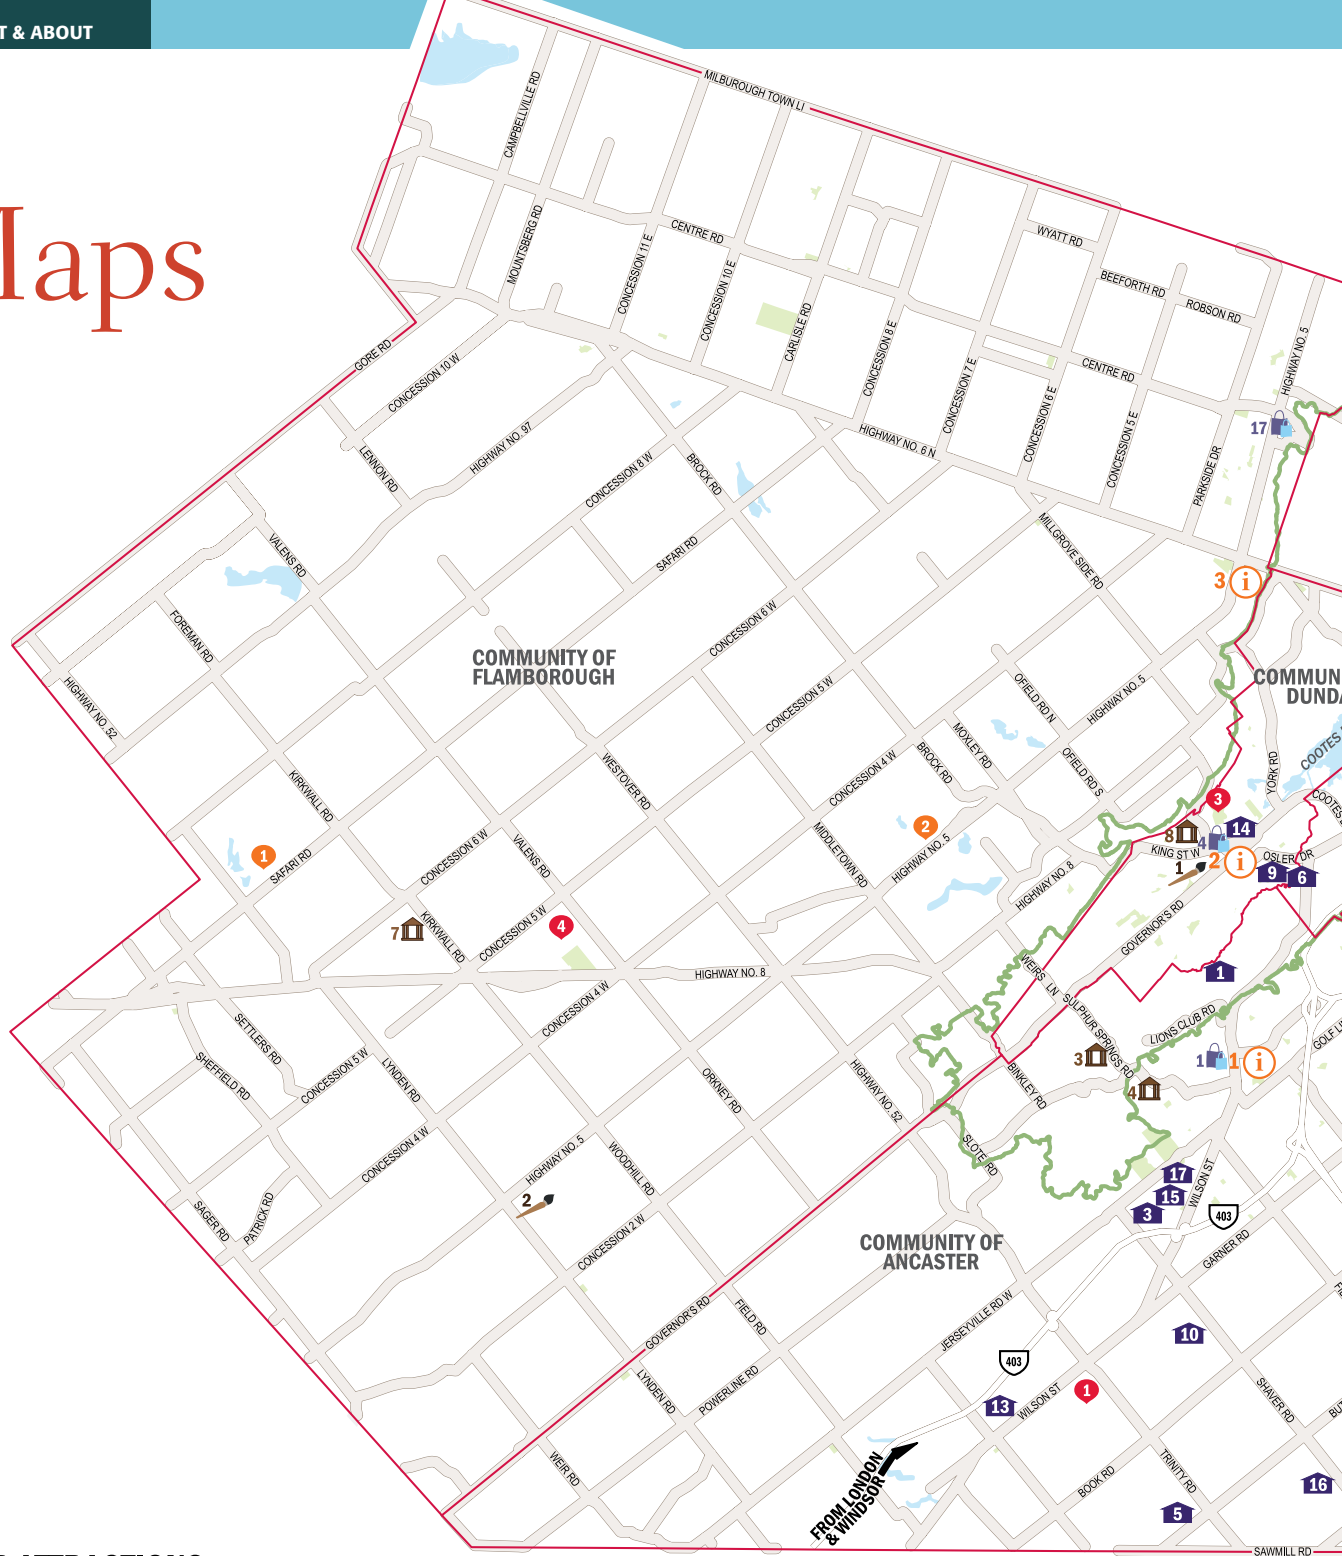 T & ABOUT
Maps
MILBOROUGH TOWN LI
CAMPBELLVILLE RD
MOUNTSBERG RD
CENTRE RD
CONCESSION 11 E
CONCESSION 10 E
WYATT RD
BEEFORTH RD
ROBSON RD
HIGHWAY NO. 5
CARLISLE RD
CONCESSION 8 E
CONCESSION 7 E
CENTRE RD
CONCESSION 6 E
CONCESSION 5 E
PARKSIDE DR
17
GORE RD
CONCESSION 10 W
LENNON RD
HIGHWAY NO. 97
CONCESSION 8 W
BROCK RD
HIGHWAY NO. 6 N
SAFARI RD
MILLGROVE SIDE RD
VALENS RD
3 i
FOREMAN RD
CONCESSION 6 W
COMMUNITY OF
FLAMBOROUGH
HIGHWAY NO. 52
CONCESSION 5 W
OFIELD RD N
HIGHWAY NO. 5
COMMUN
DUNDA
COOTES
YORK RD
MOXLEY RD
BROCK RD
OFIELD RD S
CONCESSION 4 W
WESTOVER RD
KIRKWALL RD
3
COOTES
1
SAFARI RD
CONCESSION 6 W
VALENS RD
MIDDLETOWN RD
2
HIGHWAY NO. 5
HIGHWAY NO. 8
8
4
14
KING ST W
2 i
OSLER DR
1
9
6
7
KIRKWALL RD
CONCESSION 5 W
4
GOVERNOR'S RD
HIGHWAY NO. 8
WEIRS LN
1
SULPHUR SPRINGS RD
LIONS CLUB RD
GOLF LI
CONCESSION 4 W
SETTLERS RD
SHEFFIELD RD
CONCESSION 5 W
LYNDEN RD
ORKNEY RD
HIGHWAY NO. 52
3
4
1
1 i
BINKLEY RD
CONCESSION 4 W
HIGHWAY NO. 5
WOODHILL RD
SLOTE RD
17
15
3
WILSON ST
403
2
SAGER RD
PATRICK RD
CONCESSION 2 W
COMMUNITY OF
ANCASTER
GARNER RD
GOVERNOR'S RD
FIELD RD
JERSEYVILLE RD W
10
403
LYNDEN RD
POWERLINE RD
13
WILSON ST
1
SHAVER RD
WEIR RD
FROM LONDON
& WINDSOR
BOOK RD
TRINITY RD
16
5
SAWMILL RD